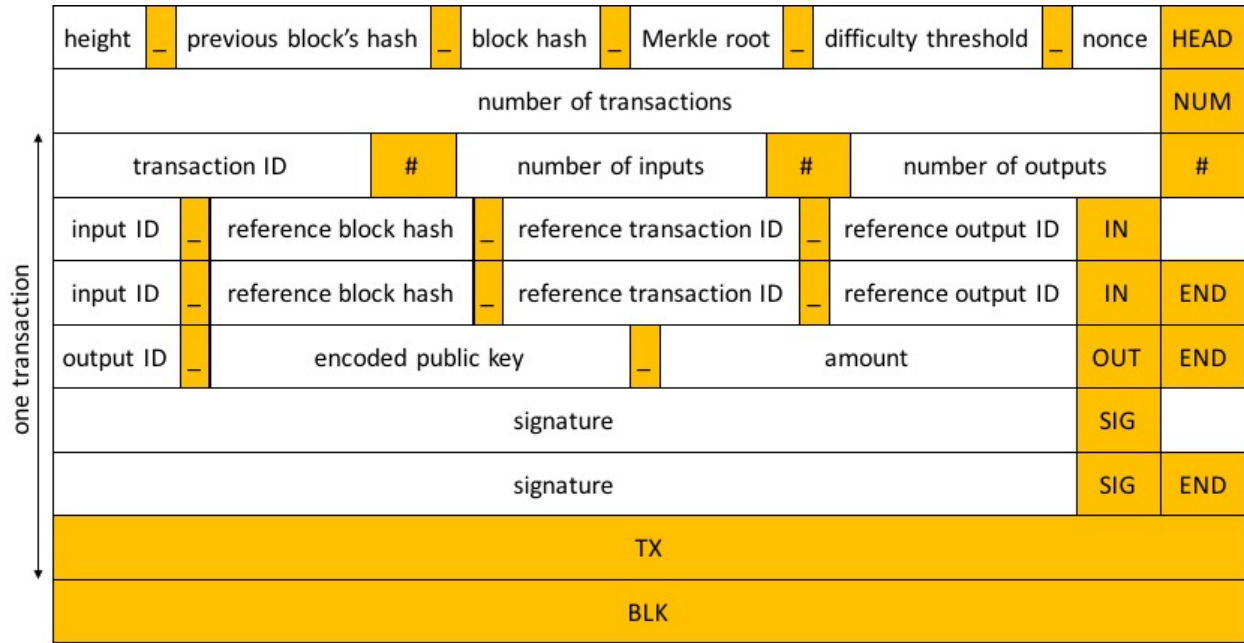 height _ previous block's hash _ block hash _ Merkle root _ difficulty threshold _ nonce HEAD
number of transactions NUM
transaction ID # number of inputs # number of outputs #
input ID _ reference block hash _ reference transaction ID _ reference output ID IN
input ID _ reference block hash _ reference transaction ID _ reference output ID IN END
output ID _ encoded public key _ amount OUT END
signature SIG
signature SIG END
TX
BLK
one transaction